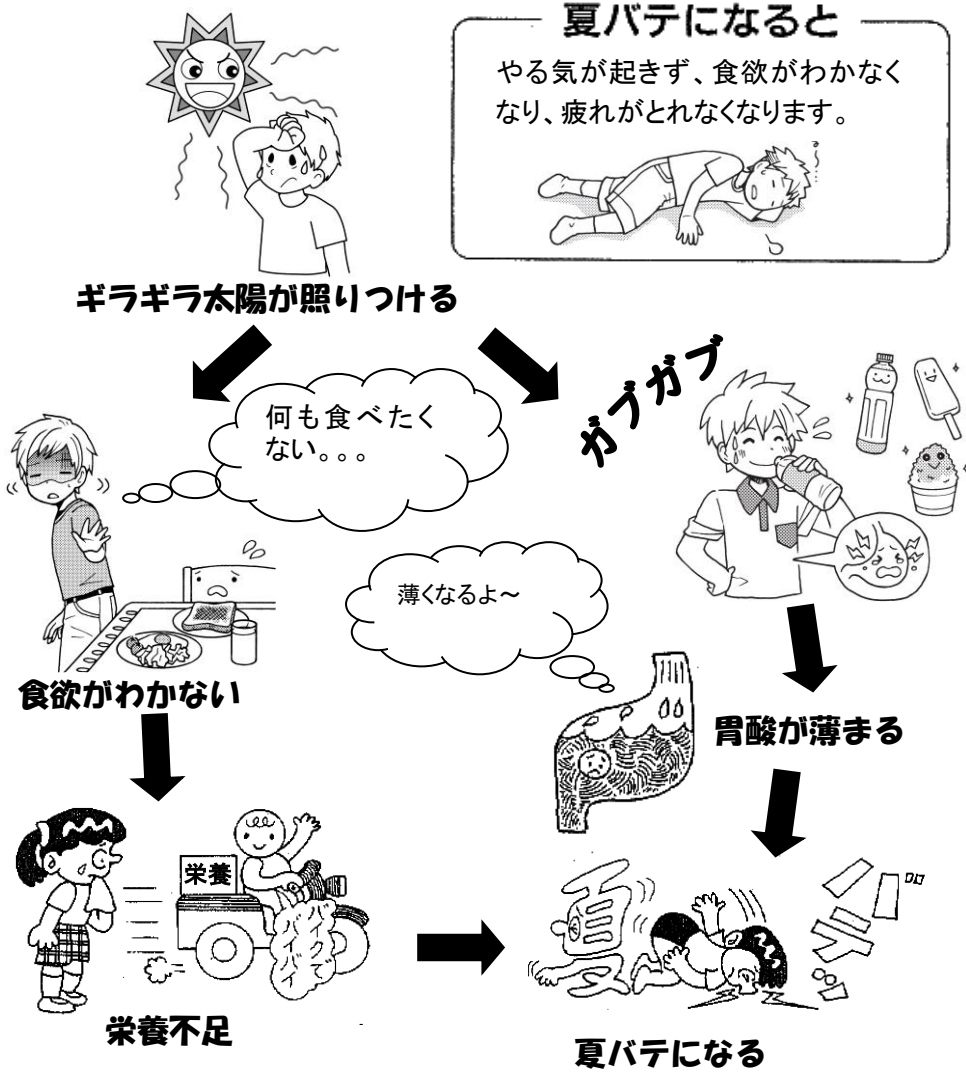 夏バテになると
やる気が起きず、食欲がわかなく
なり、疲れがとれなくなります。
ギラギラ太陽が照りつける
何も食べたく
ない。。。
ガブガブ
薄くなるよ～
食欲がわかない
胃酸が薄まる
栄養
バイバイ
栄養不足
夏バテ
夏バテになる